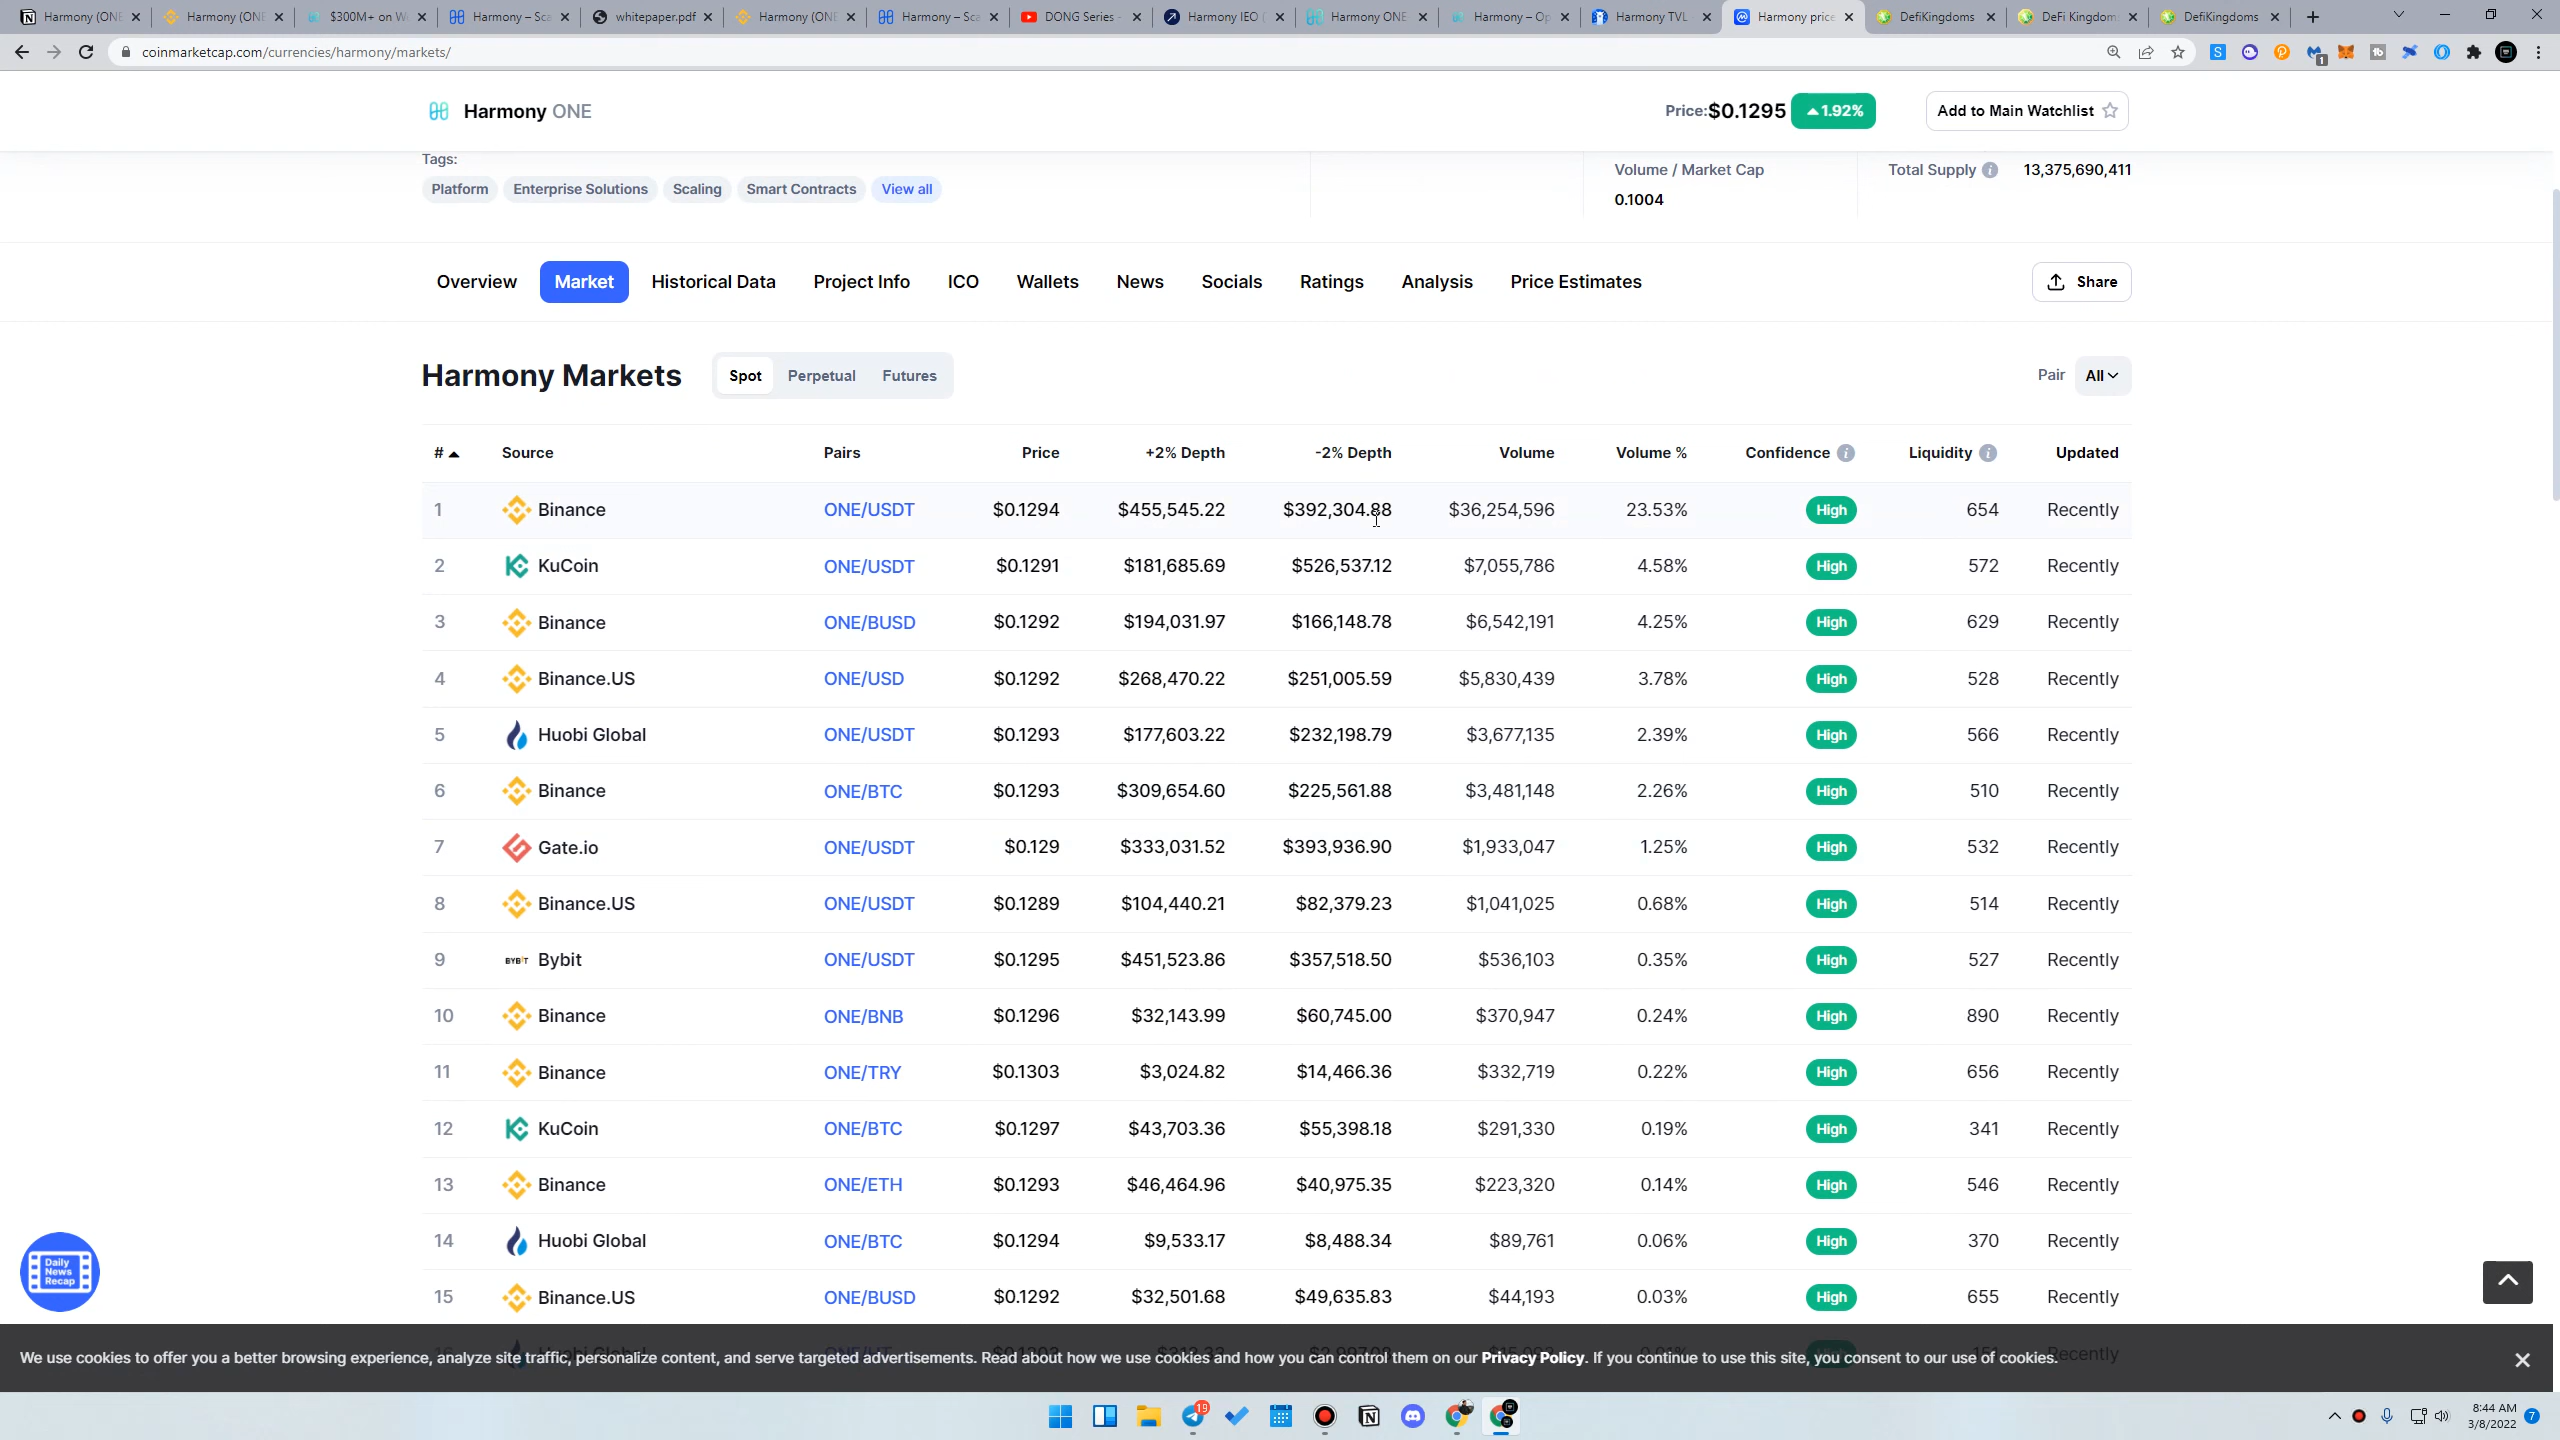 Harmony (ONE Harmony (ONE $300M+ on W Harmony – Sca whitepaper.pdf Harmony (ONE Harmony – Sca DONG Series - Harmony IEO ( Harmony ONE Harmony – Op Harmony TVL Harmony price DefiKingdoms DeFi Kingdom DefiKingdoms
coinmarketcap.com/currencies/harmony/markets/
Harmony ONE Price:$0.1295 1.92% Add to Main Watchlist
Tags:
Volume / Market Cap Total Supply 13,375,690,411
Platform Enterprise Solutions Scaling Smart Contracts View all
0.1004
Overview Market Historical Data Project Info ICO Wallets News Socials Ratings Analysis Price Estimates Share
Harmony Markets Spot Perpetual Futures Pair All
# Source Pairs Price +2% Depth -2% Depth Volume Volume % Confidence Liquidity Updated
1 Binance ONE/USDT $0.1294 $455,545.22 $392,304.88 $36,254,596 23.53% High 654 Recently
2 KuCoin ONE/USDT $0.1291 $181,685.69 $526,537.12 $7,055,786 4.58% High 572 Recently
3 Binance ONE/BUSD $0.1292 $194,031.97 $166,148.78 $6,542,191 4.25% High 629 Recently
4 Binance.US ONE/USD $0.1292 $268,470.22 $251,005.59 $5,830,439 3.78% High 528 Recently
5 Huobi Global ONE/USDT $0.1293 $177,603.22 $232,198.79 $3,677,135 2.39% High 566 Recently
6 Binance ONE/BTC $0.1293 $309,654.60 $225,561.88 $3,481,148 2.26% High 510 Recently
7 Gate.io ONE/USDT $0.129 $333,031.52 $393,936.90 $1,933,047 1.25% High 532 Recently
8 Binance.US ONE/USDT $0.1289 $104,440.21 $82,379.23 $1,041,025 0.68% High 514 Recently
9 BYBIT Bybit ONE/USDT $0.1295 $451,523.86 $357,518.50 $536,103 0.35% High 527 Recently
10 Binance ONE/BNB $0.1296 $32,143.99 $60,745.00 $370,947 0.24% High 890 Recently
11 Binance ONE/TRY $0.1303 $3,024.82 $14,466.36 $332,719 0.22% High 656 Recently
12 KuCoin ONE/BTC $0.1297 $43,703.36 $55,398.18 $291,330 0.19% High 341 Recently
13 Binance ONE/ETH $0.1293 $46,464.96 $40,975.35 $223,320 0.14% High 546 Recently
14 Huobi Global ONE/BTC $0.1294 $9,533.17 $8,488.34 $89,761 0.06% High 370 Recently
15 Binance.US ONE/BUSD $0.1292 $32,501.68 $49,635.83 $44,193 0.03% High 655 Recently
Daily
News
Recap
We use cookies to offer you a better browsing experience, analyze site traffic, personalize content, and serve targeted advertisements. Read about how we use cookies and how you can control them on our Privacy Policy. If you continue to use this site, you consent to our use of cookies.
19
8:44 AM
3/8/2022
7